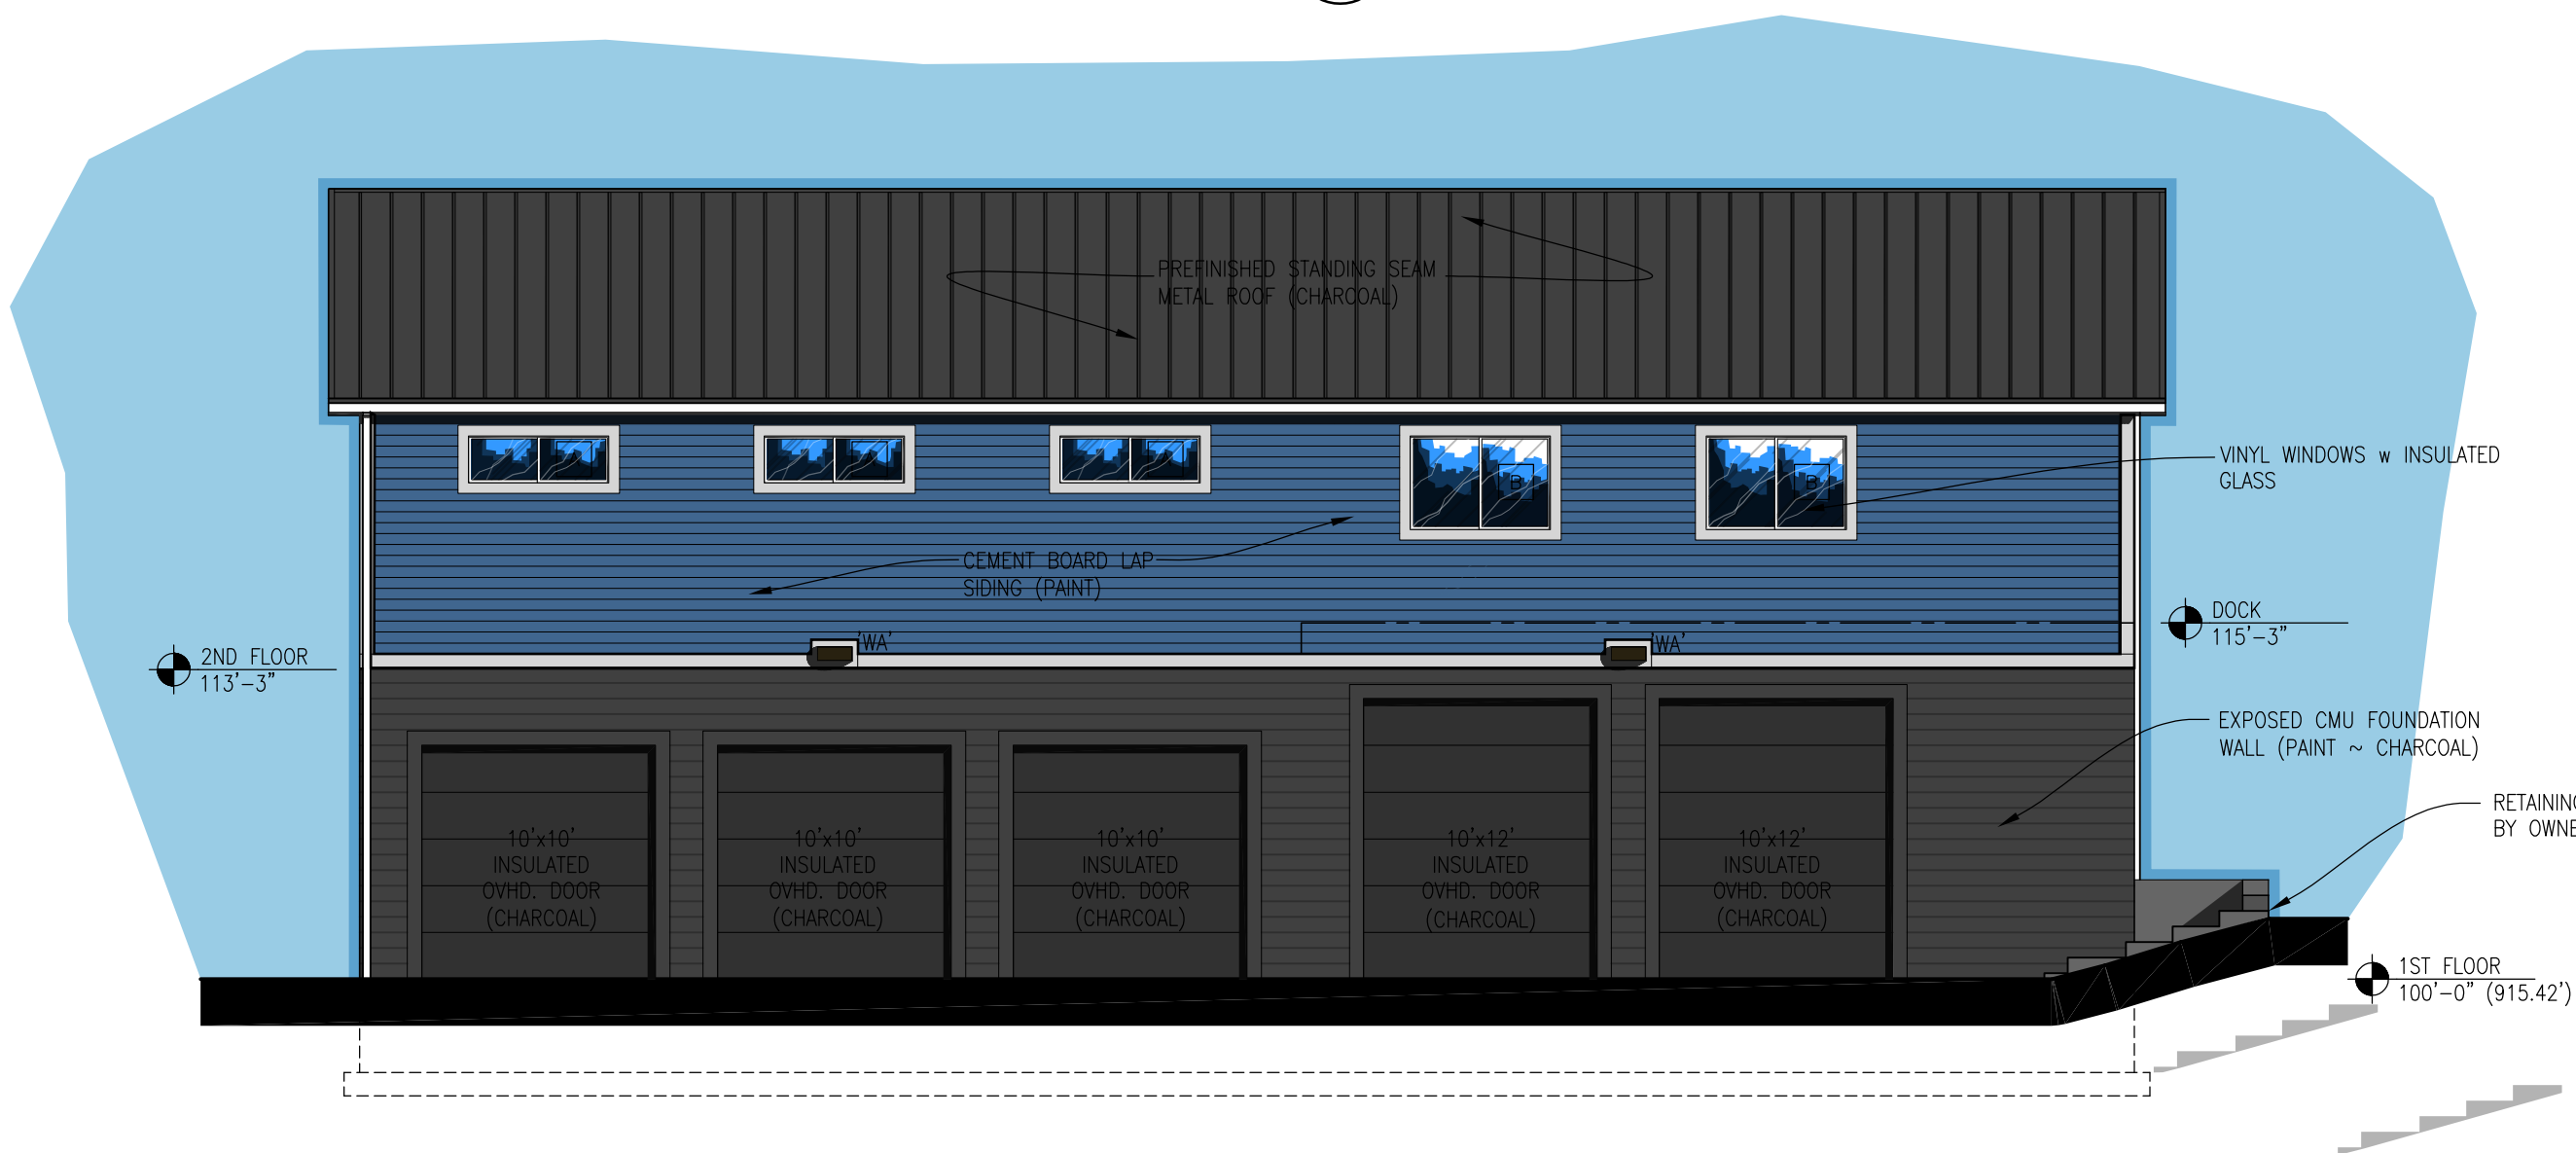 PREFINISHED STANDING SEAM
METAL ROOF (CHARCOAL)
VINYL WINDOWS w INSULATED
GLASS
B
B
CEMENT BOARD LAP
SIDING (PAINT)
DOCK
115'-3"
'WA'
'WA'
2ND FLOOR
113'-3"
EXPOSED CMU FOUNDATION
WALL (PAINT ~ CHARCOAL)
RETAINING
BY OWNE
10'x10'
INSULATED
OVHD. DOOR
(CHARCOAL)
10'x10'
INSULATED
OVHD. DOOR
(CHARCOAL)
10'x10'
INSULATED
OVHD. DOOR
(CHARCOAL)
10'x12'
INSULATED
OVHD. DOOR
(CHARCOAL)
10'x12'
INSULATED
OVHD. DOOR
(CHARCOAL)
1ST FLOOR
100'-0" (915.42')